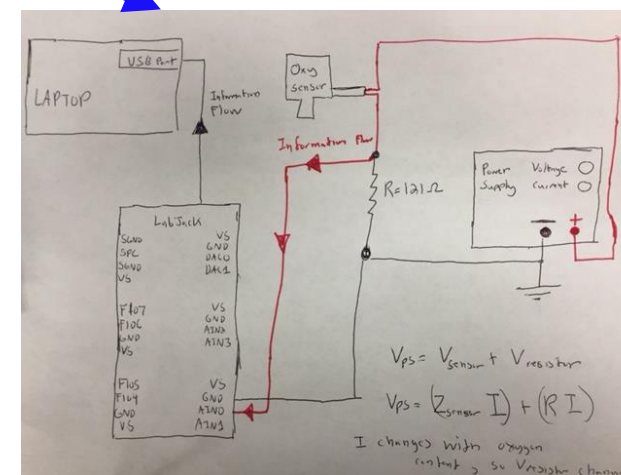 USB Port
LAPTOP
Information
Flow
Oxy
sensor
Information Flow
R=121Ω
Power Supply
Voltage
Current
−
+
LabJack
SGND
SPC
SGND
VS
VS
GND
DAC0
DAC1
FIO7
FIO6
GND
VS
VS
GND
AIN2
AIN3
FIO5
FIO4
GND
VS
VS
GND
AIN0
AIN1
Vps = Vsensor + Vresistor
Vps = (Zsensor I) + (R I)
I changes with oxygen
content, so Vresistor